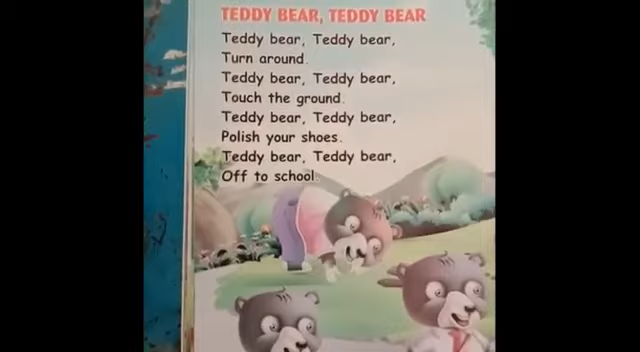 TEDDY BEAR, TEDDY BEAR
Teddy bear, Teddy bear,
Turn around.
Teddy bear, Teddy bear,
Touch the ground.
Teddy bear, Teddy bear,
Polish your shoes.
Teddy bear, Teddy bear,
Off to school.